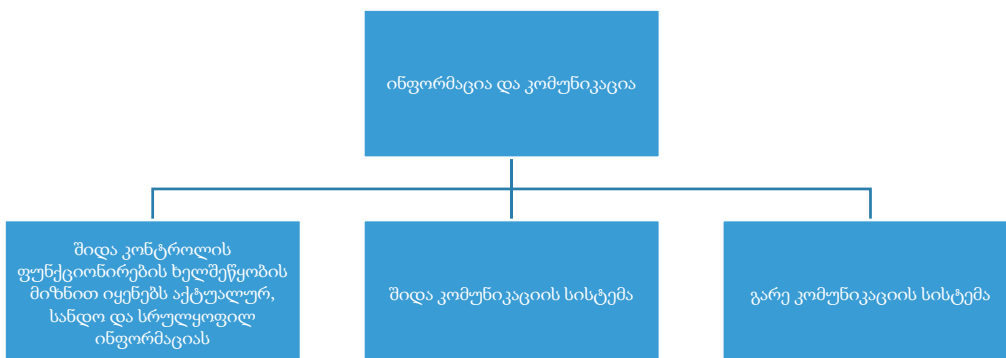 ინფორმაცია და კომუნიკაცია
შიდა კონტროლის
ფუნქციონირების ხელშეწყობის
მიზნით იყენებს აქტუალურ,
სანდო და სრულყოფილ
ინფორმაციას
შიდა კომუნიკაციის სისტემა
გარე კომუნიკაციის სისტემა